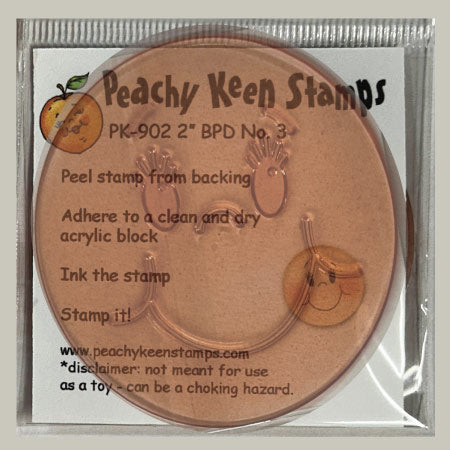 Peachy Keen Stamps
PK-902 2" BPD No. 3
Peel stamp from backing
Adhere to a clean and dry
acrylic block
Ink the stamp
Stamp it!
www.peachykeenstamps.com
*disclaimer: not meant for use
as a toy - can be a choking hazard.